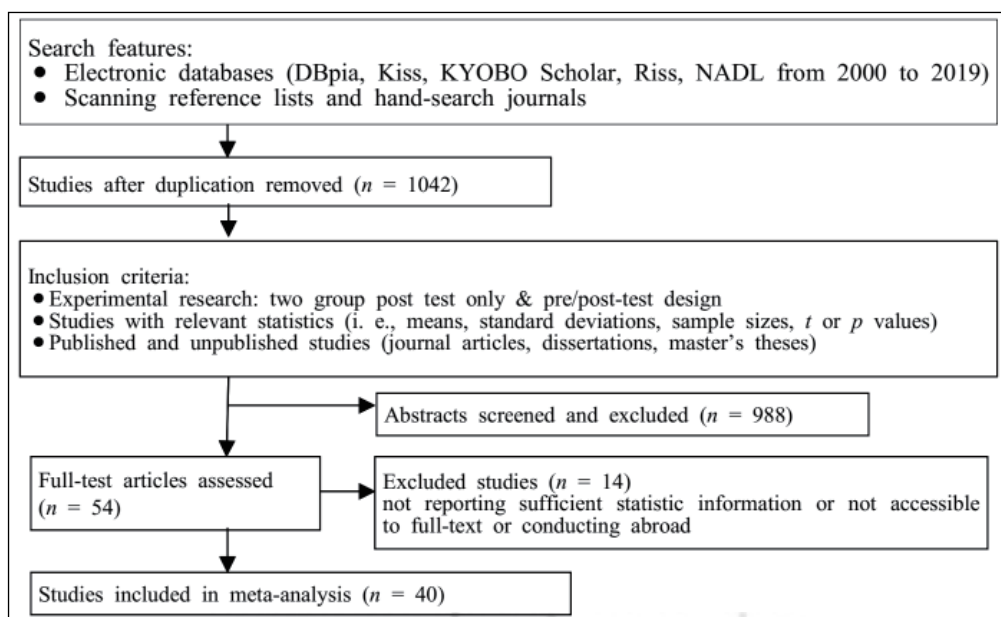 Search features:
● Electronic databases (DBpia, Kiss, KYOBO Scholar, Riss, NADL from 2000 to 2019)
● Scanning reference lists and hand-search journals
Studies after duplication removed (n = 1042)
Inclusion criteria:
● Experimental research: two group post test only & pre/post-test design
● Studies with relevant statistics (i. e., means, standard deviations, sample sizes, t or p values)
● Published and unpublished studies (journal articles, dissertations, master's theses)
Abstracts screened and excluded (n = 988)
Full-test articles assessed
(n = 54)
Excluded studies (n = 14)
not reporting sufficient statistic information or not accessible
to full-text or conducting abroad
Studies included in meta-analysis (n = 40)